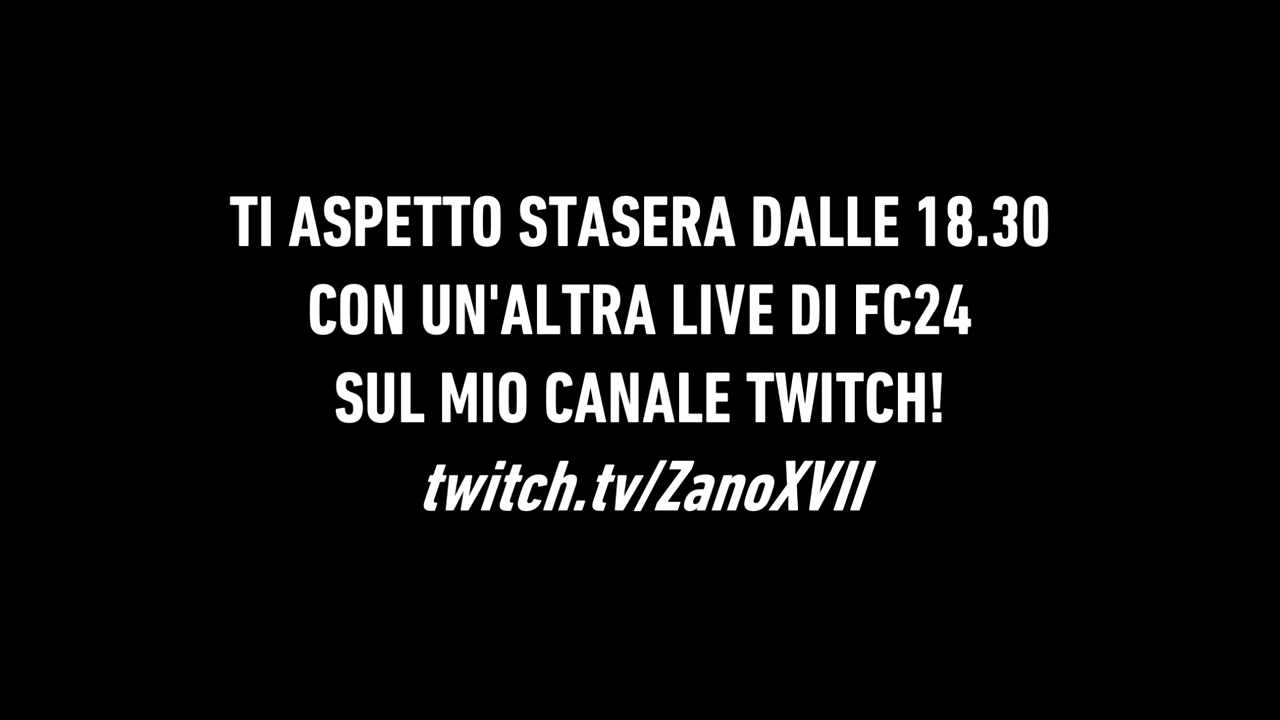 TI ASPETTO STASERA DALLE 18.30
CON UN'ALTRA LIVE DI FC24
SUL MIO CANALE TWITCH!
twitch.tv/ZanoXVII